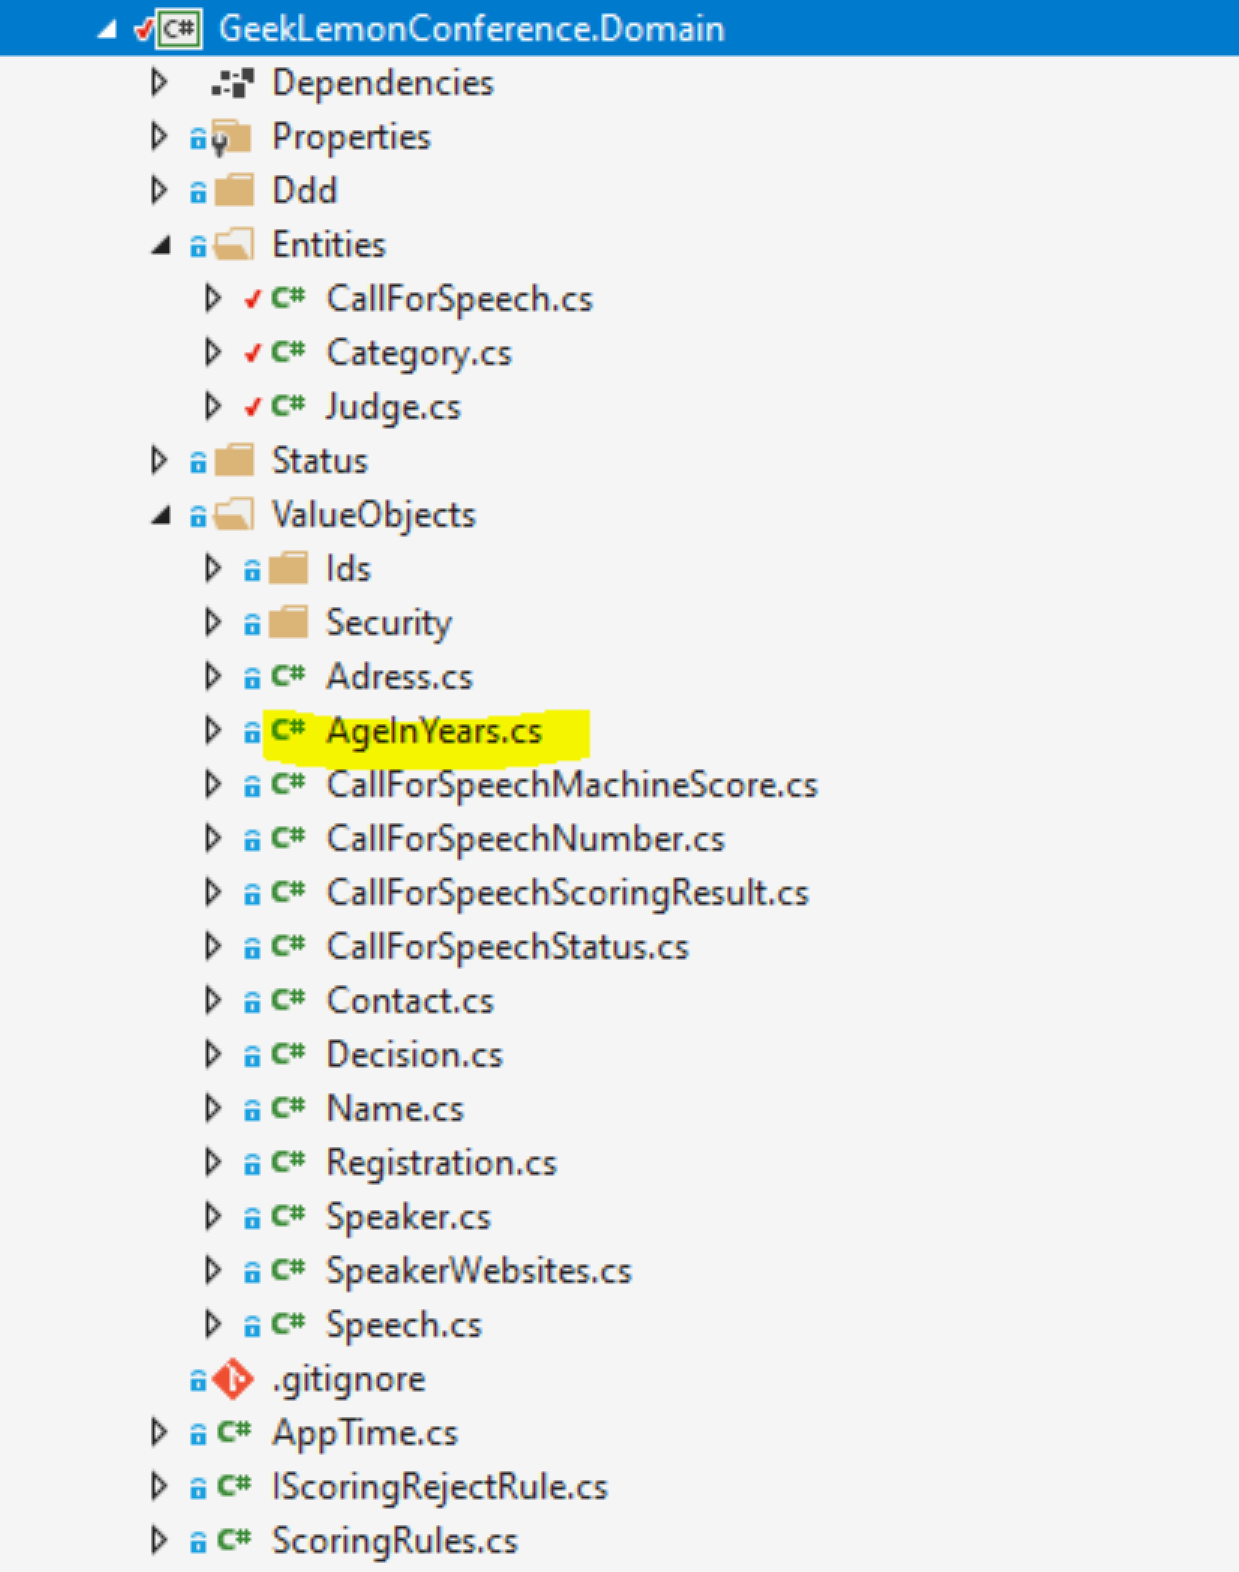 C# GeekLemonConference.Domain
Dependencies
Properties
Ddd
Entities
C# CallForSpeech.cs
C# Category.cs
C# Judge.cs
Status
ValueObjects
Ids
Security
C# Adress.cs
C# AgeInYears.cs
C# CallForSpeechMachineScore.cs
C# CallForSpeechNumber.cs
C# CallForSpeechScoringResult.cs
C# CallForSpeechStatus.cs
C# Contact.cs
C# Decision.cs
C# Name.cs
C# Registration.cs
C# Speaker.cs
C# SpeakerWebsites.cs
C# Speech.cs
.gitignore
C# AppTime.cs
C# IScoringRejectRule.cs
C# ScoringRules.cs